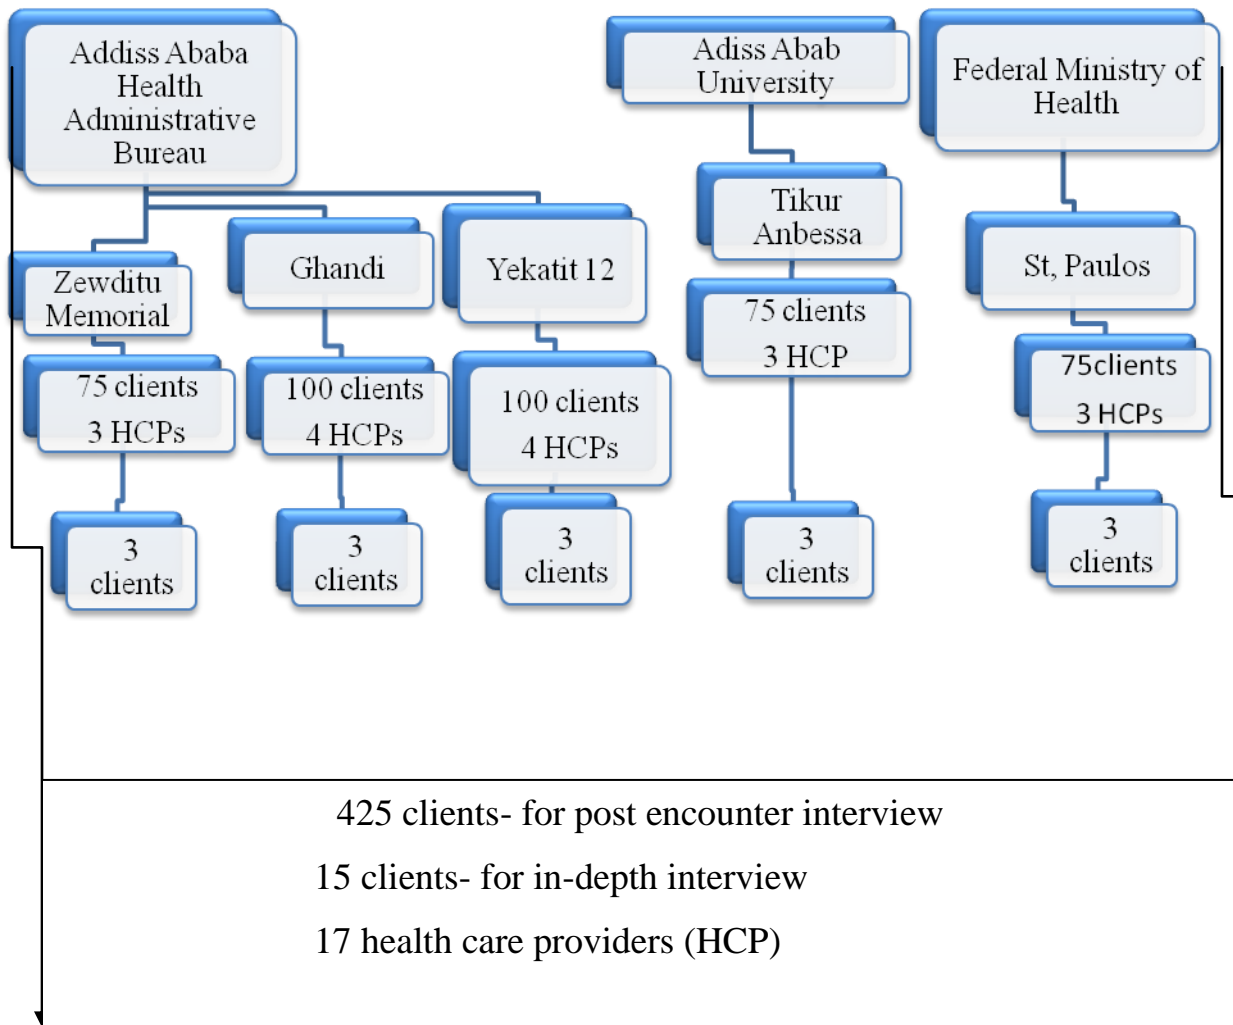 Addiss Ababa
Health
Administrative
Bureau
Adiss Abab
University
Federal Ministry of
Health
Zewditu
Memorial
Ghandi
Yekatit 12
Tikur
Anbessa
St, Paulos
75 clients
3 HCPs
100 clients
4 HCPs
100 clients
4 HCPs
75 clients
3 HCP
75clients
3 HCPs
3
clients
3
clients
3
clients
3
clients
3
clients
425 clients- for post encounter interview
15 clients- for in-depth interview
17 health care providers (HCP)